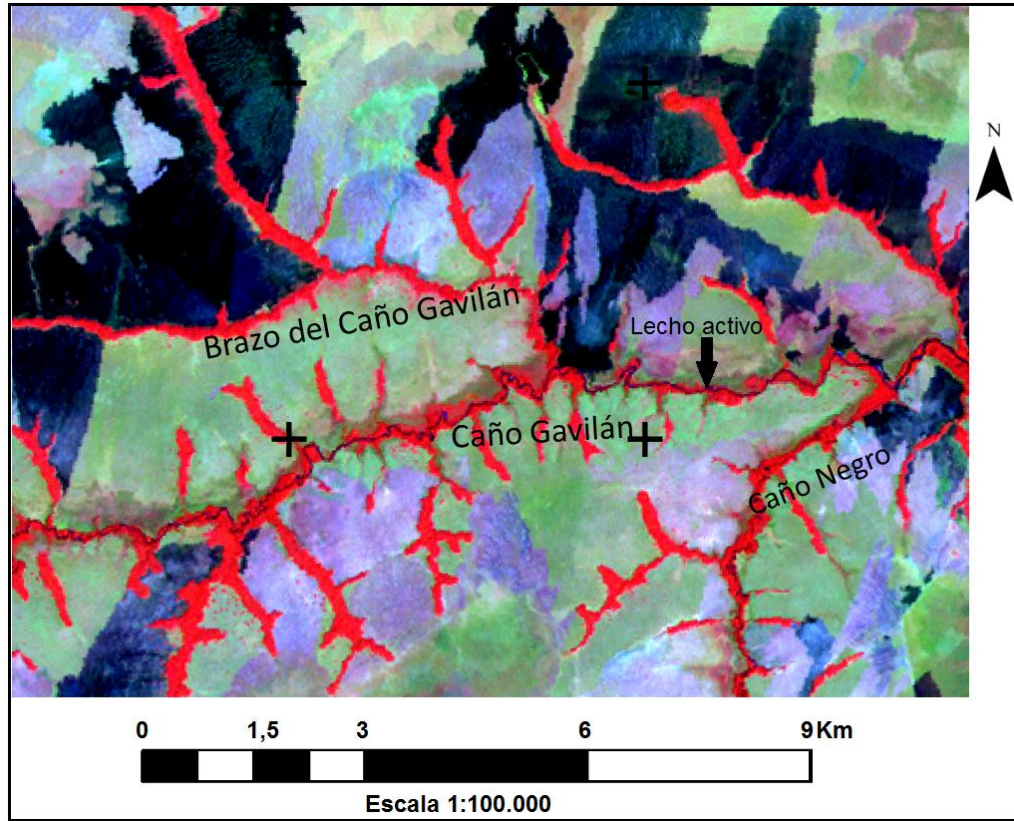 N
Brazo del Caño Gavilán
Lecho activo
Caño Gavilán
Caño Negro
0 1,5 3 6 9 Km
Escala 1:100.000